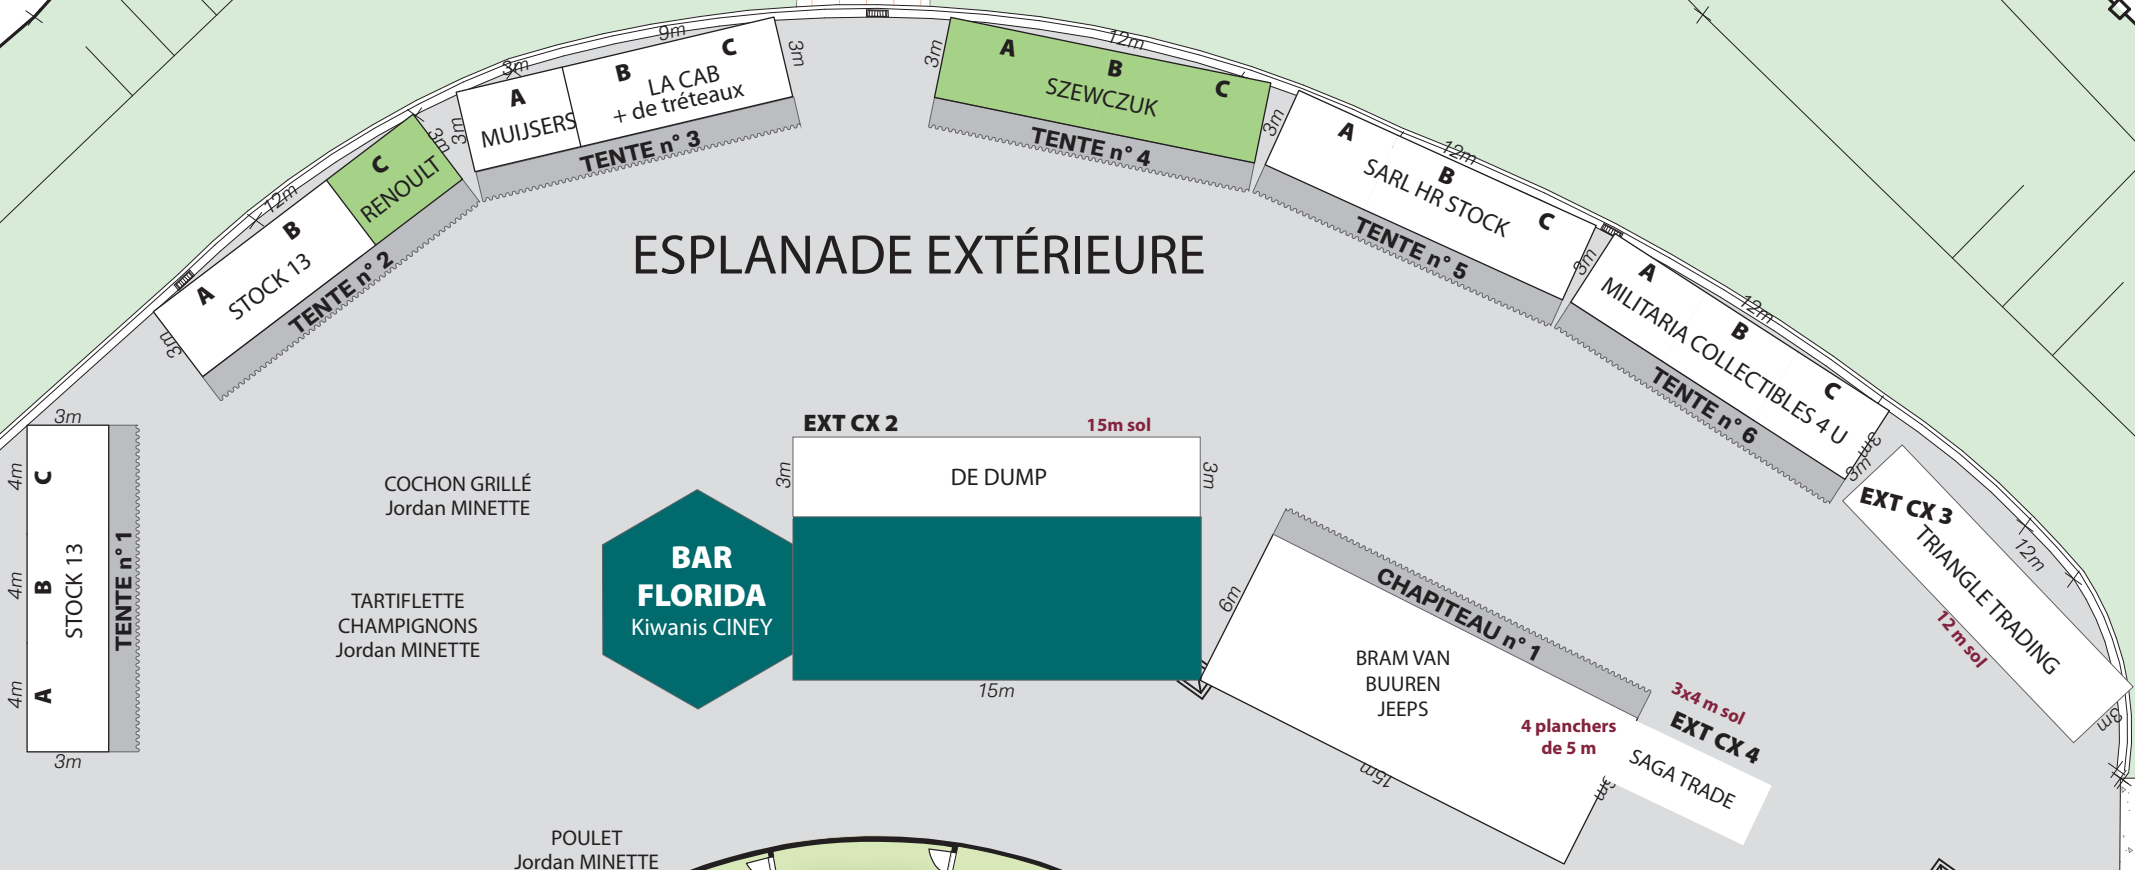 9m
3m
C
B
LA CAB
+ de tréteaux
3m
A
MUIJSERS
3m
TENTE n° 3
3m
12m
A
B
C
SZEWCZUK
TENTE n° 4
3m
C
RENOULT
12m
B
A
STOCK 13
TENTE n° 2
3m
3m
12m
A
B
C
SARL HR STOCK
TENTE n° 5
3m
12m
A
B
C
MILITARIA COLLECTIBLES 4 U
TENTE n° 6
3m
3m
ESPLANADE EXTÉRIEURE
EXT CX 3
TRIANGLE TRADING
12m
12 m sol
3m
3m
4m
C
4m
B
4m
A
STOCK 13
TENTE n° 1
3m
COCHON GRILLÉ
Jordan MINETTE
TARTIFLETTE
CHAMPIGNONS
Jordan MINETTE
EXT CX 2
15m sol
3m
DE DUMP
3m
BAR
FLORIDA
Kiwanis CINEY
15m
6m
CHAPITEAU n° 1
BRAM VAN
BUUREN
JEEPS
4 planchers
de 5 m
15m
3x4 m sol
EXT CX 4
SAGA TRADE
POULET
Jordan MINETTE